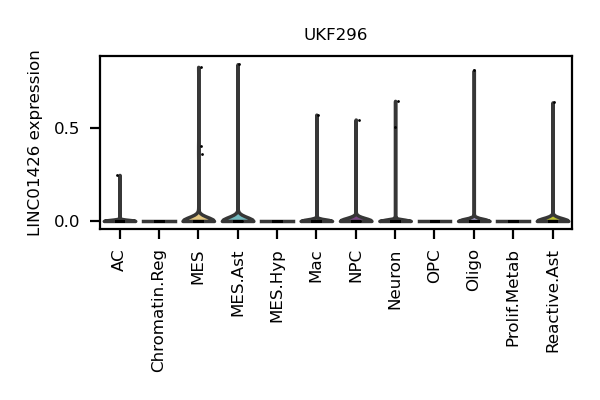 UKF296
LINC01426 expression
0.5
0.0
AC
Chromatin.Reg
MES
MES.Ast
MES.Hyp
Mac
NPC
Neuron
OPC
Oligo
Prolif.Metab
Reactive.Ast